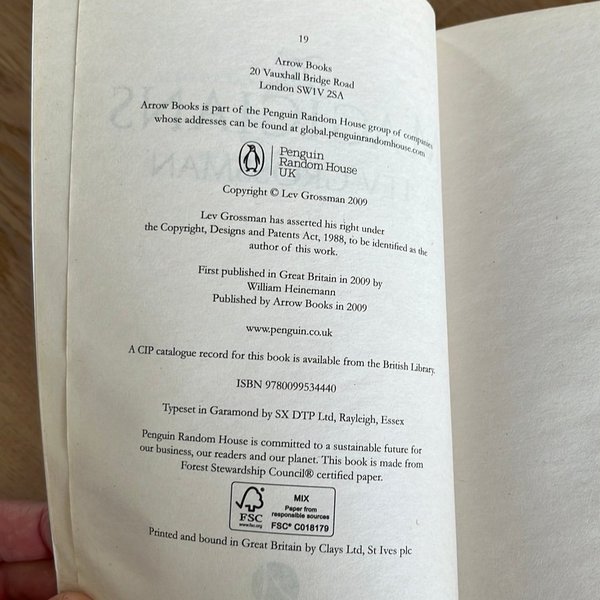 19
Arrow Books
20 Vauxhall Bridge Road
London SW1V 2SA
Arrow Books is part of the Penguin Random House group of companies
whose addresses can be found at global.penguinrandomhouse.com
Penguin
Random House
UK
Copyright © Lev Grossman 2009
Lev Grossman has asserted his right under
the Copyright, Designs and Patents Act, 1988, to be identified as the
author of this work.
First published in Great Britain in 2009 by
William Heinemann
Published by Arrow Books in 2009
www.penguin.co.uk
A CIP catalogue record for this book is available from the British Library.
ISBN 9780099534440
Typeset in Garamond by SX DTP Ltd, Rayleigh, Essex
Penguin Random House is committed to a sustainable future for
our business, our readers and our planet. This book is made from
Forest Stewardship Council® certified paper.
FSC
www.fsc.org
MIX
Paper from
responsible sources
FSC® C018179
Printed and bound in Great Britain by Clays Ltd, St Ives plc